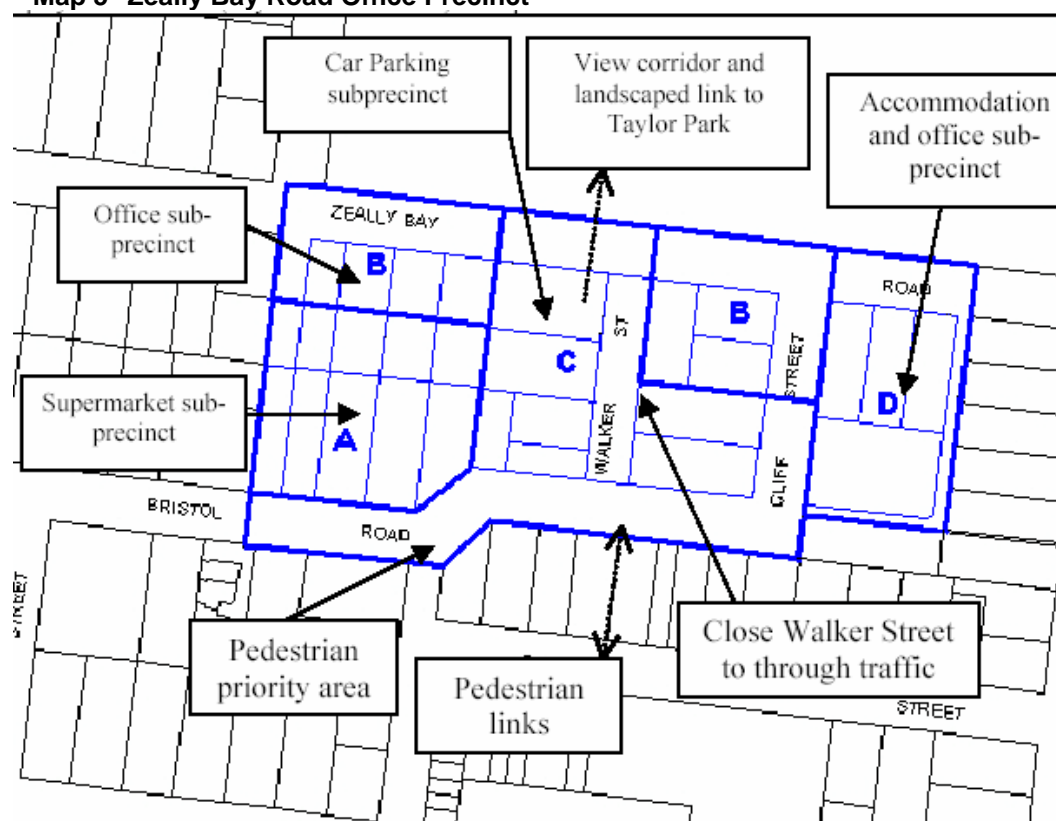 Map 3 Zeally Bay Road Office Precinct
Car Parking
subprecinct
View corridor and
landscaped link to
Taylor Park
Accommodation
and office sub-
precinct
Office sub-
precinct
ZEALLY BAY
ROAD
B
B
ST
STREET
C
WALKER
D
Supermarket sub-
precinct
A
CLIFF
BRISTOL
ROAD
STREET
Pedestrian
priority area
Pedestrian
links
Close Walker Street
to through traffic
STREET